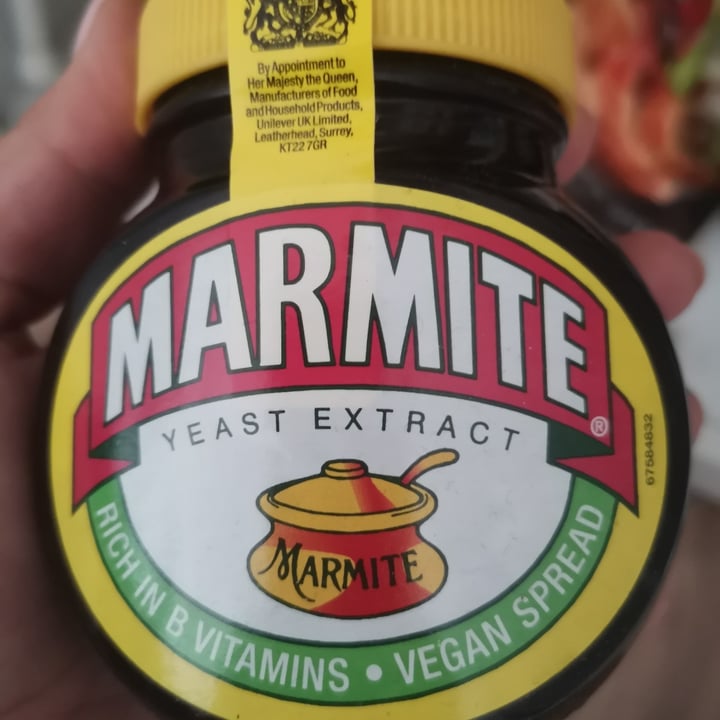 By Appointment to
Her Majesty the Queen,
Manufacturers of Food
and Household Products,
Unilever UK Limited,
Leatherhead, Surrey,
KT22 7GR
MARMITE®
YEAST EXTRACT
MARMITE
RICH IN B VITAMINS • VEGAN SPREAD
67584832